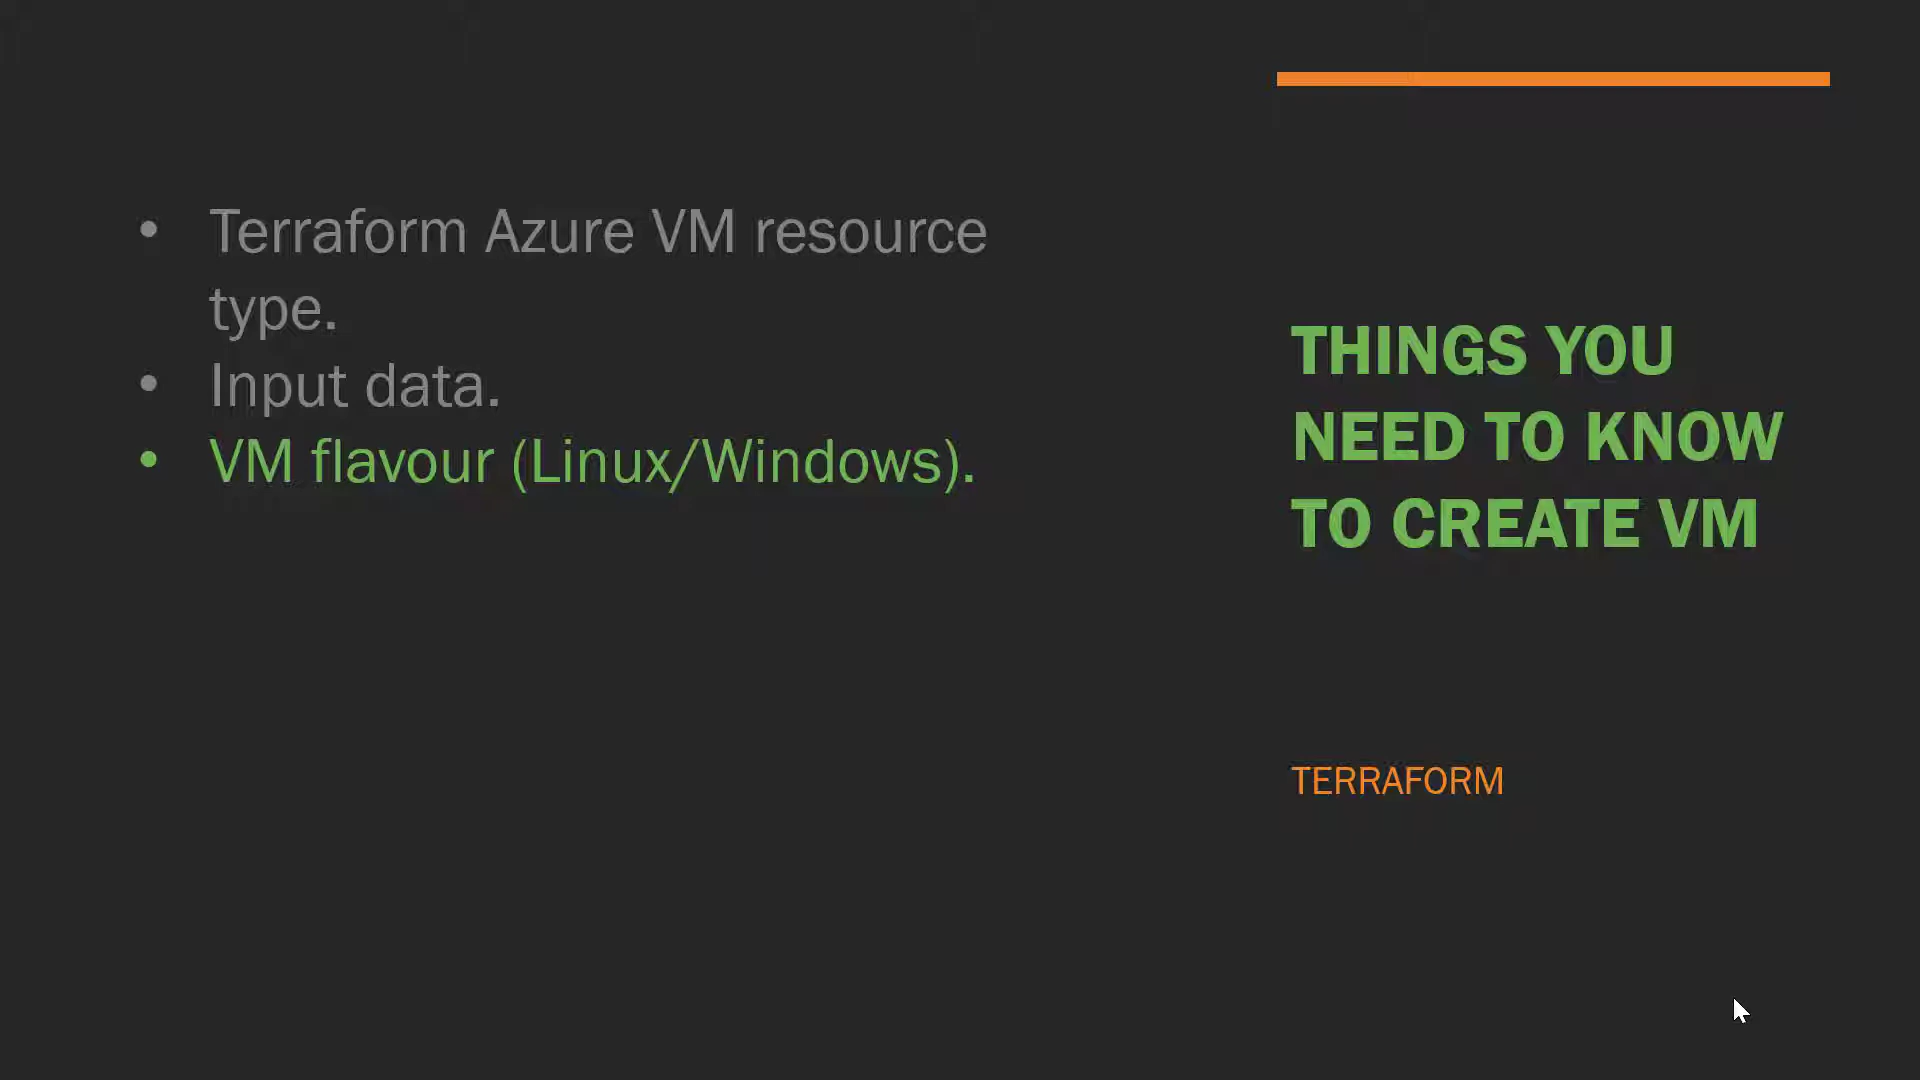 • Terraform Azure VM resource
type.
• Input data.
• VM flavour (Linux/Windows).
THINGS YOU
NEED TO KNOW
TO CREATE VM
TERRAFORM